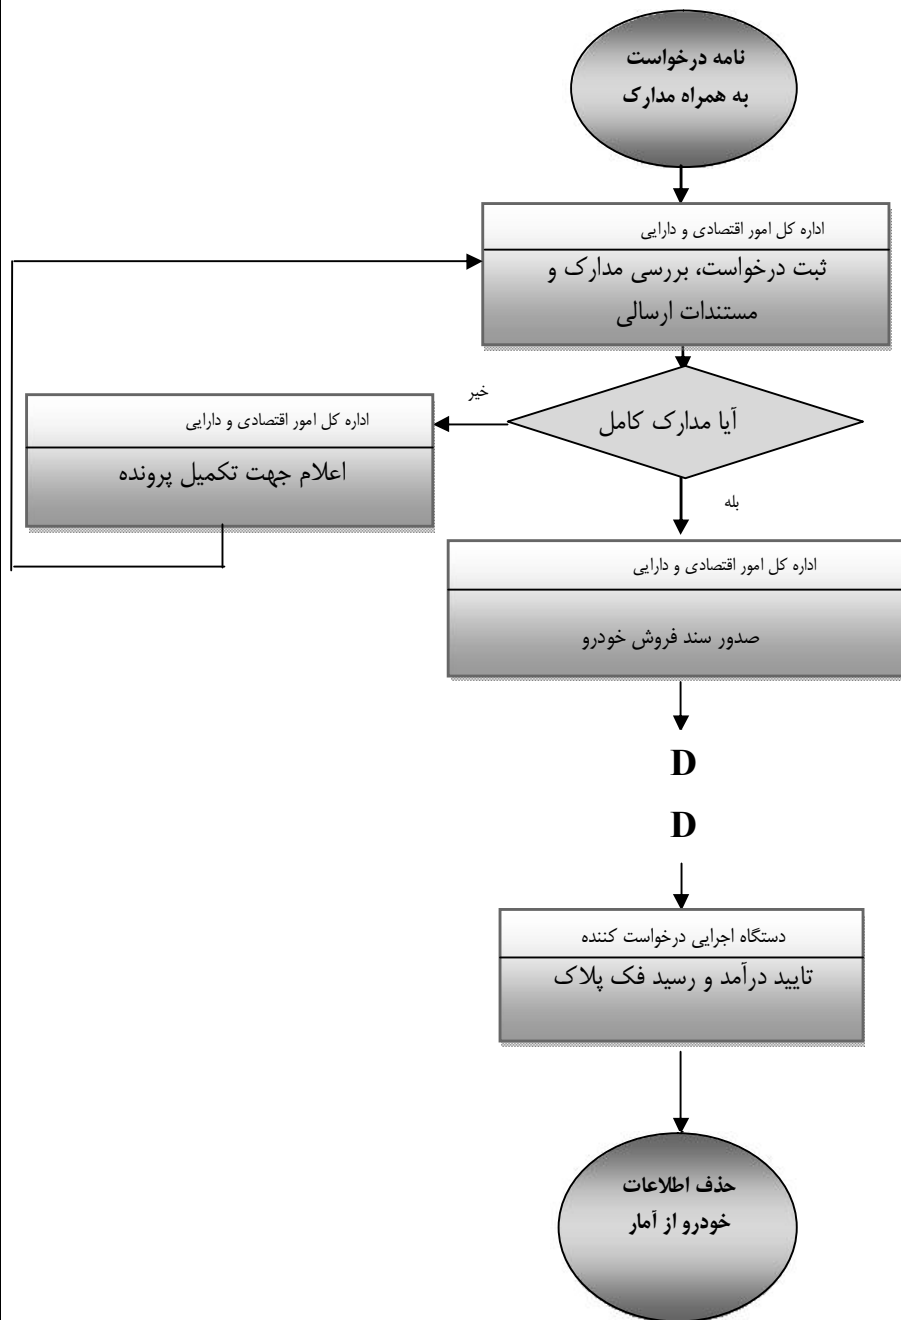 نامه درخواست
به همراه مدارک
اداره کل امور اقتصادی و دارایی
ثبت درخواست، بررسی مدارک و
مستندات ارسالی
آیا مدارک کامل
خیر
اداره کل امور اقتصادی و دارایی
اعلام جهت تکمیل پرونده
بله
اداره کل امور اقتصادی و دارایی
صدور سند فروش خودرو
D
D
دستگاه اجرایی درخواست کننده
تایید درآمد و رسید فک پلاک
حذف اطلاعات
خودرو از آمار